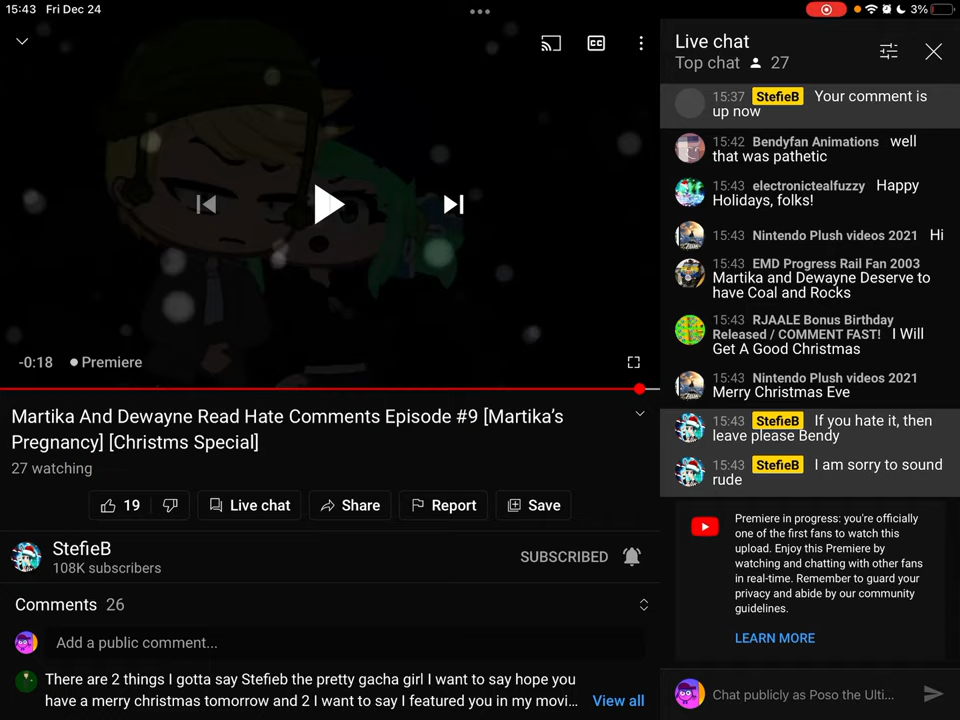 15:43 Fri Dec 24
3%
CC
-0:18 Premiere
Martika And Dewayne Read Hate Comments Episode #9 [Martika's
Pregnancy] [Christms Special]
27 watching
19
Live chat
Share
Report
Save
StefieB
108K subscribers
SUBSCRIBED
Comments 26
Add a public comment...
There are 2 things I gotta say Stefieb the pretty gacha girl I want to say hope you
have a merry christmas tomorrow and 2 I want to say I featured you in my movi...
View all
Live chat
Top chat 27
15:37 StefieB Your comment is
up now
15:42 Bendyfan Animations well
that was pathetic
15:43 electronictealfuzzy Happy
Holidays, folks!
15:43 Nintendo Plush videos 2021 Hi
15:43 EMD Progress Rail Fan 2003
Martika and Dewayne Deserve to
have Coal and Rocks
15:43 RJAALE Bonus Birthday
Released / COMMENT FAST! I Will
Get A Good Christmas
15:43 Nintendo Plush videos 2021
Merry Christmas Eve
15:43 StefieB If you hate it, then
leave please Bendy
15:43 StefieB I am sorry to sound
rude
Premiere in progress: you're officially
one of the first fans to watch this
upload. Enjoy this Premiere by
watching and chatting with other fans
in real-time. Remember to guard your
privacy and abide by our community
guidelines.
LEARN MORE
Chat publicly as Poso the Ulti...